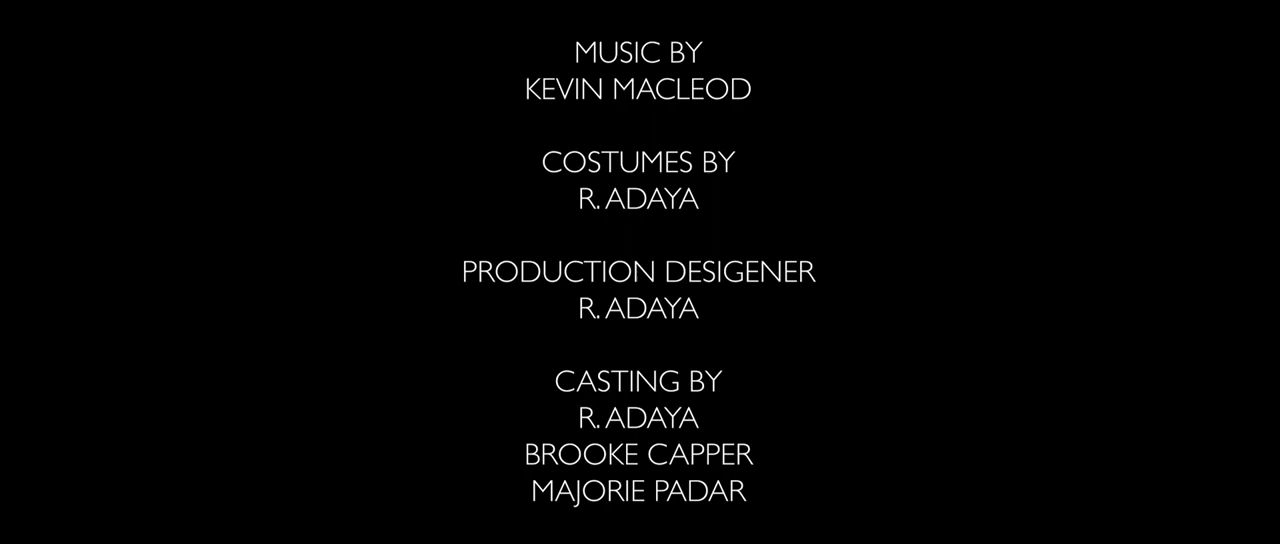 MUSIC BY
KEVIN MACLEOD
COSTUMES BY
R. ADAYA
PRODUCTION DESIGENER
R. ADAYA
CASTING BY
R. ADAYA
BROOKE CAPPER
MAJORIE PADAR